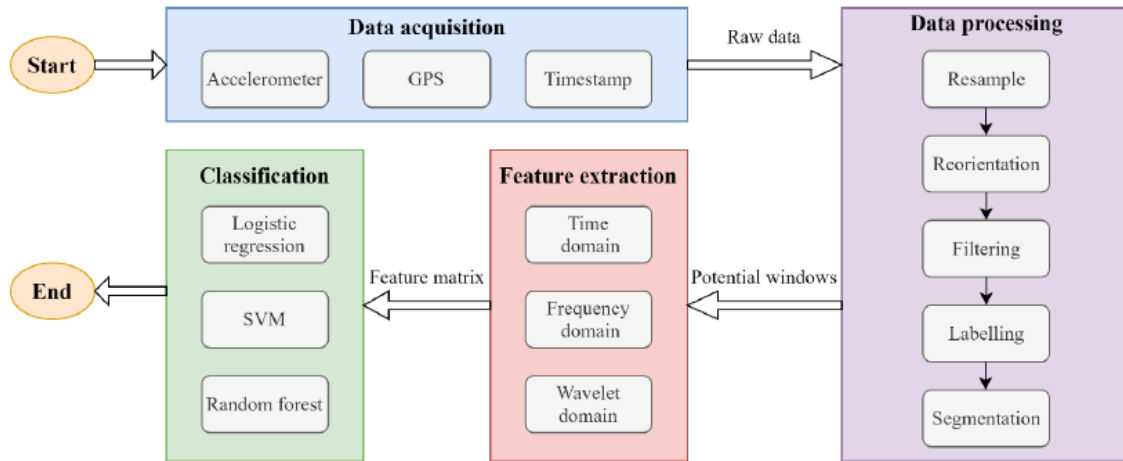 Start
Data acquisition
Accelerometer
GPS
Timestamp
Raw data
Data processing
Resample
Reorientation
Filtering
Labelling
Segmentation
Potential windows
Feature extraction
Time
domain
Frequency
domain
Wavelet
domain
Feature matrix
Classification
Logistic
regression
SVM
Random forest
End